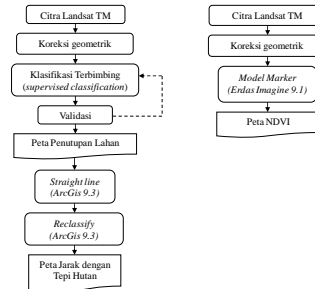 Citra Landsat TM
Koreksi geometrik
Klasifikasi Terbimbing
(supervised classification)
Validasi
Peta Penutupan Lahan
Straight line
(ArcGis 9.3)
Reclassify
(ArcGis 9.3)
Peta Jarak dengan
Tepi Hutan
Citra Landsat TM
Koreksi geometrik
Model Marker
(Erdas Imagine 9.1)
Peta NDVI